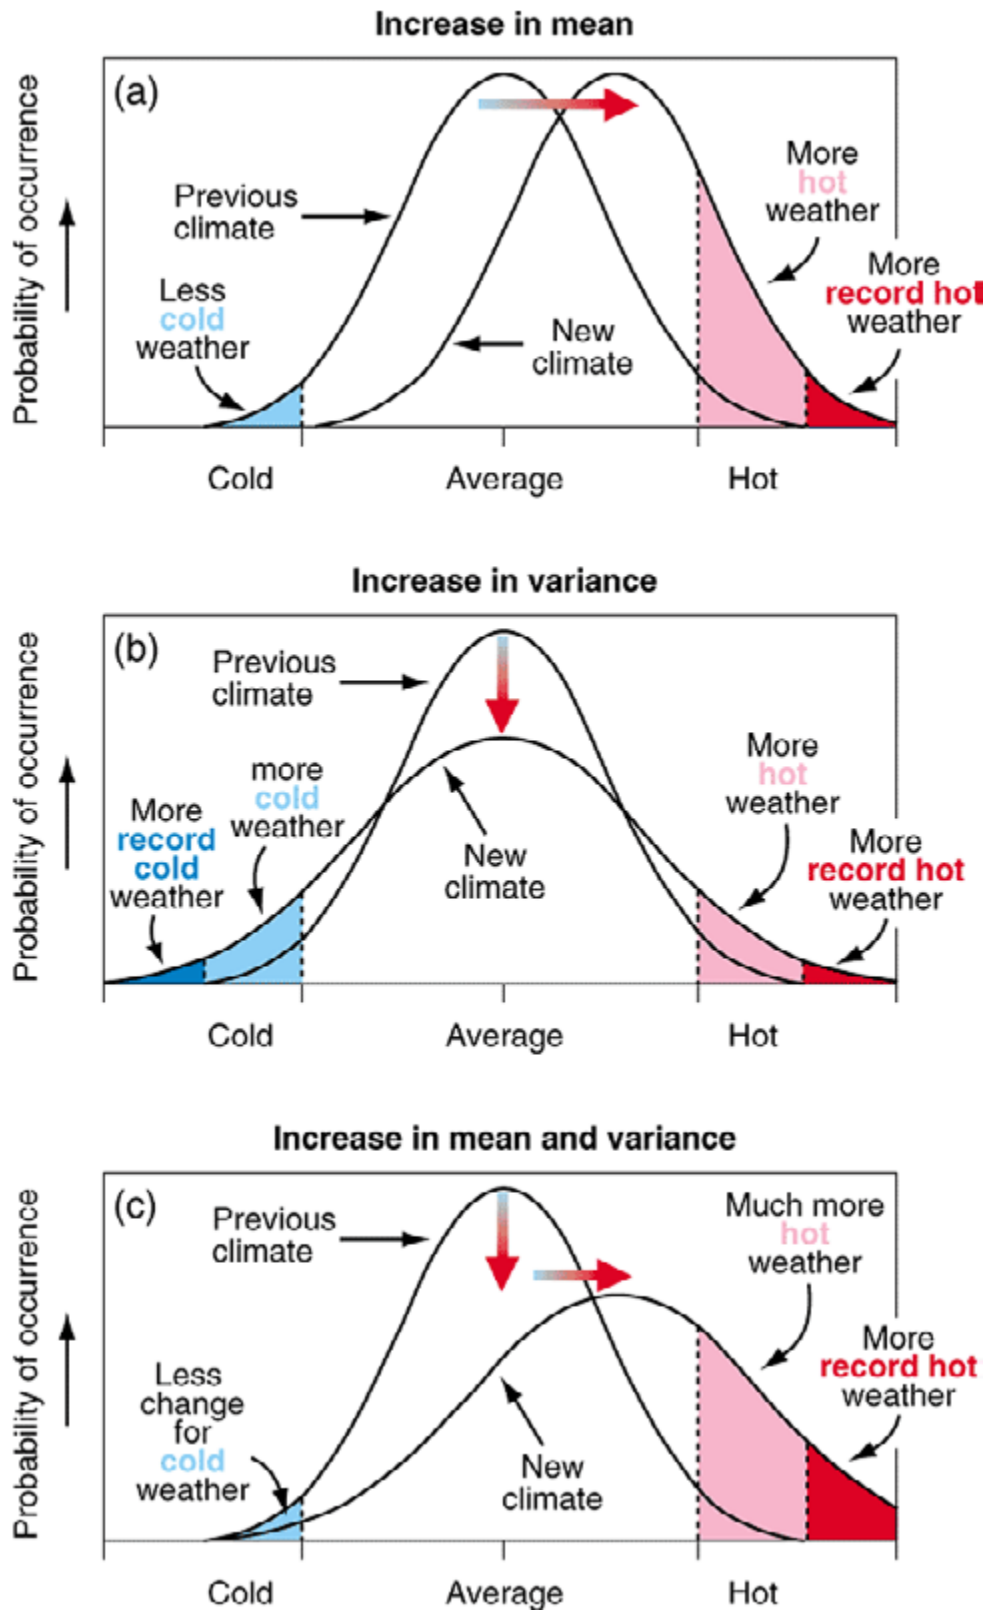 Increase in mean
(a)
Probability of occurrence
Previous
climate
Less
cold
weather
New
climate
More
hot
weather
More
record hot
weather
Cold
Average
Hot
Increase in variance
(b)
Probability of occurrence
Previous
climate
more
cold
weather
More
record
cold
weather
New
climate
More
hot
weather
More
record hot
weather
Cold
Average
Hot
Increase in mean and variance
(c)
Probability of occurrence
Previous
climate
Less
change
for
cold
weather
New
climate
Much more
hot
weather
More
record hot
weather
Cold
Average
Hot